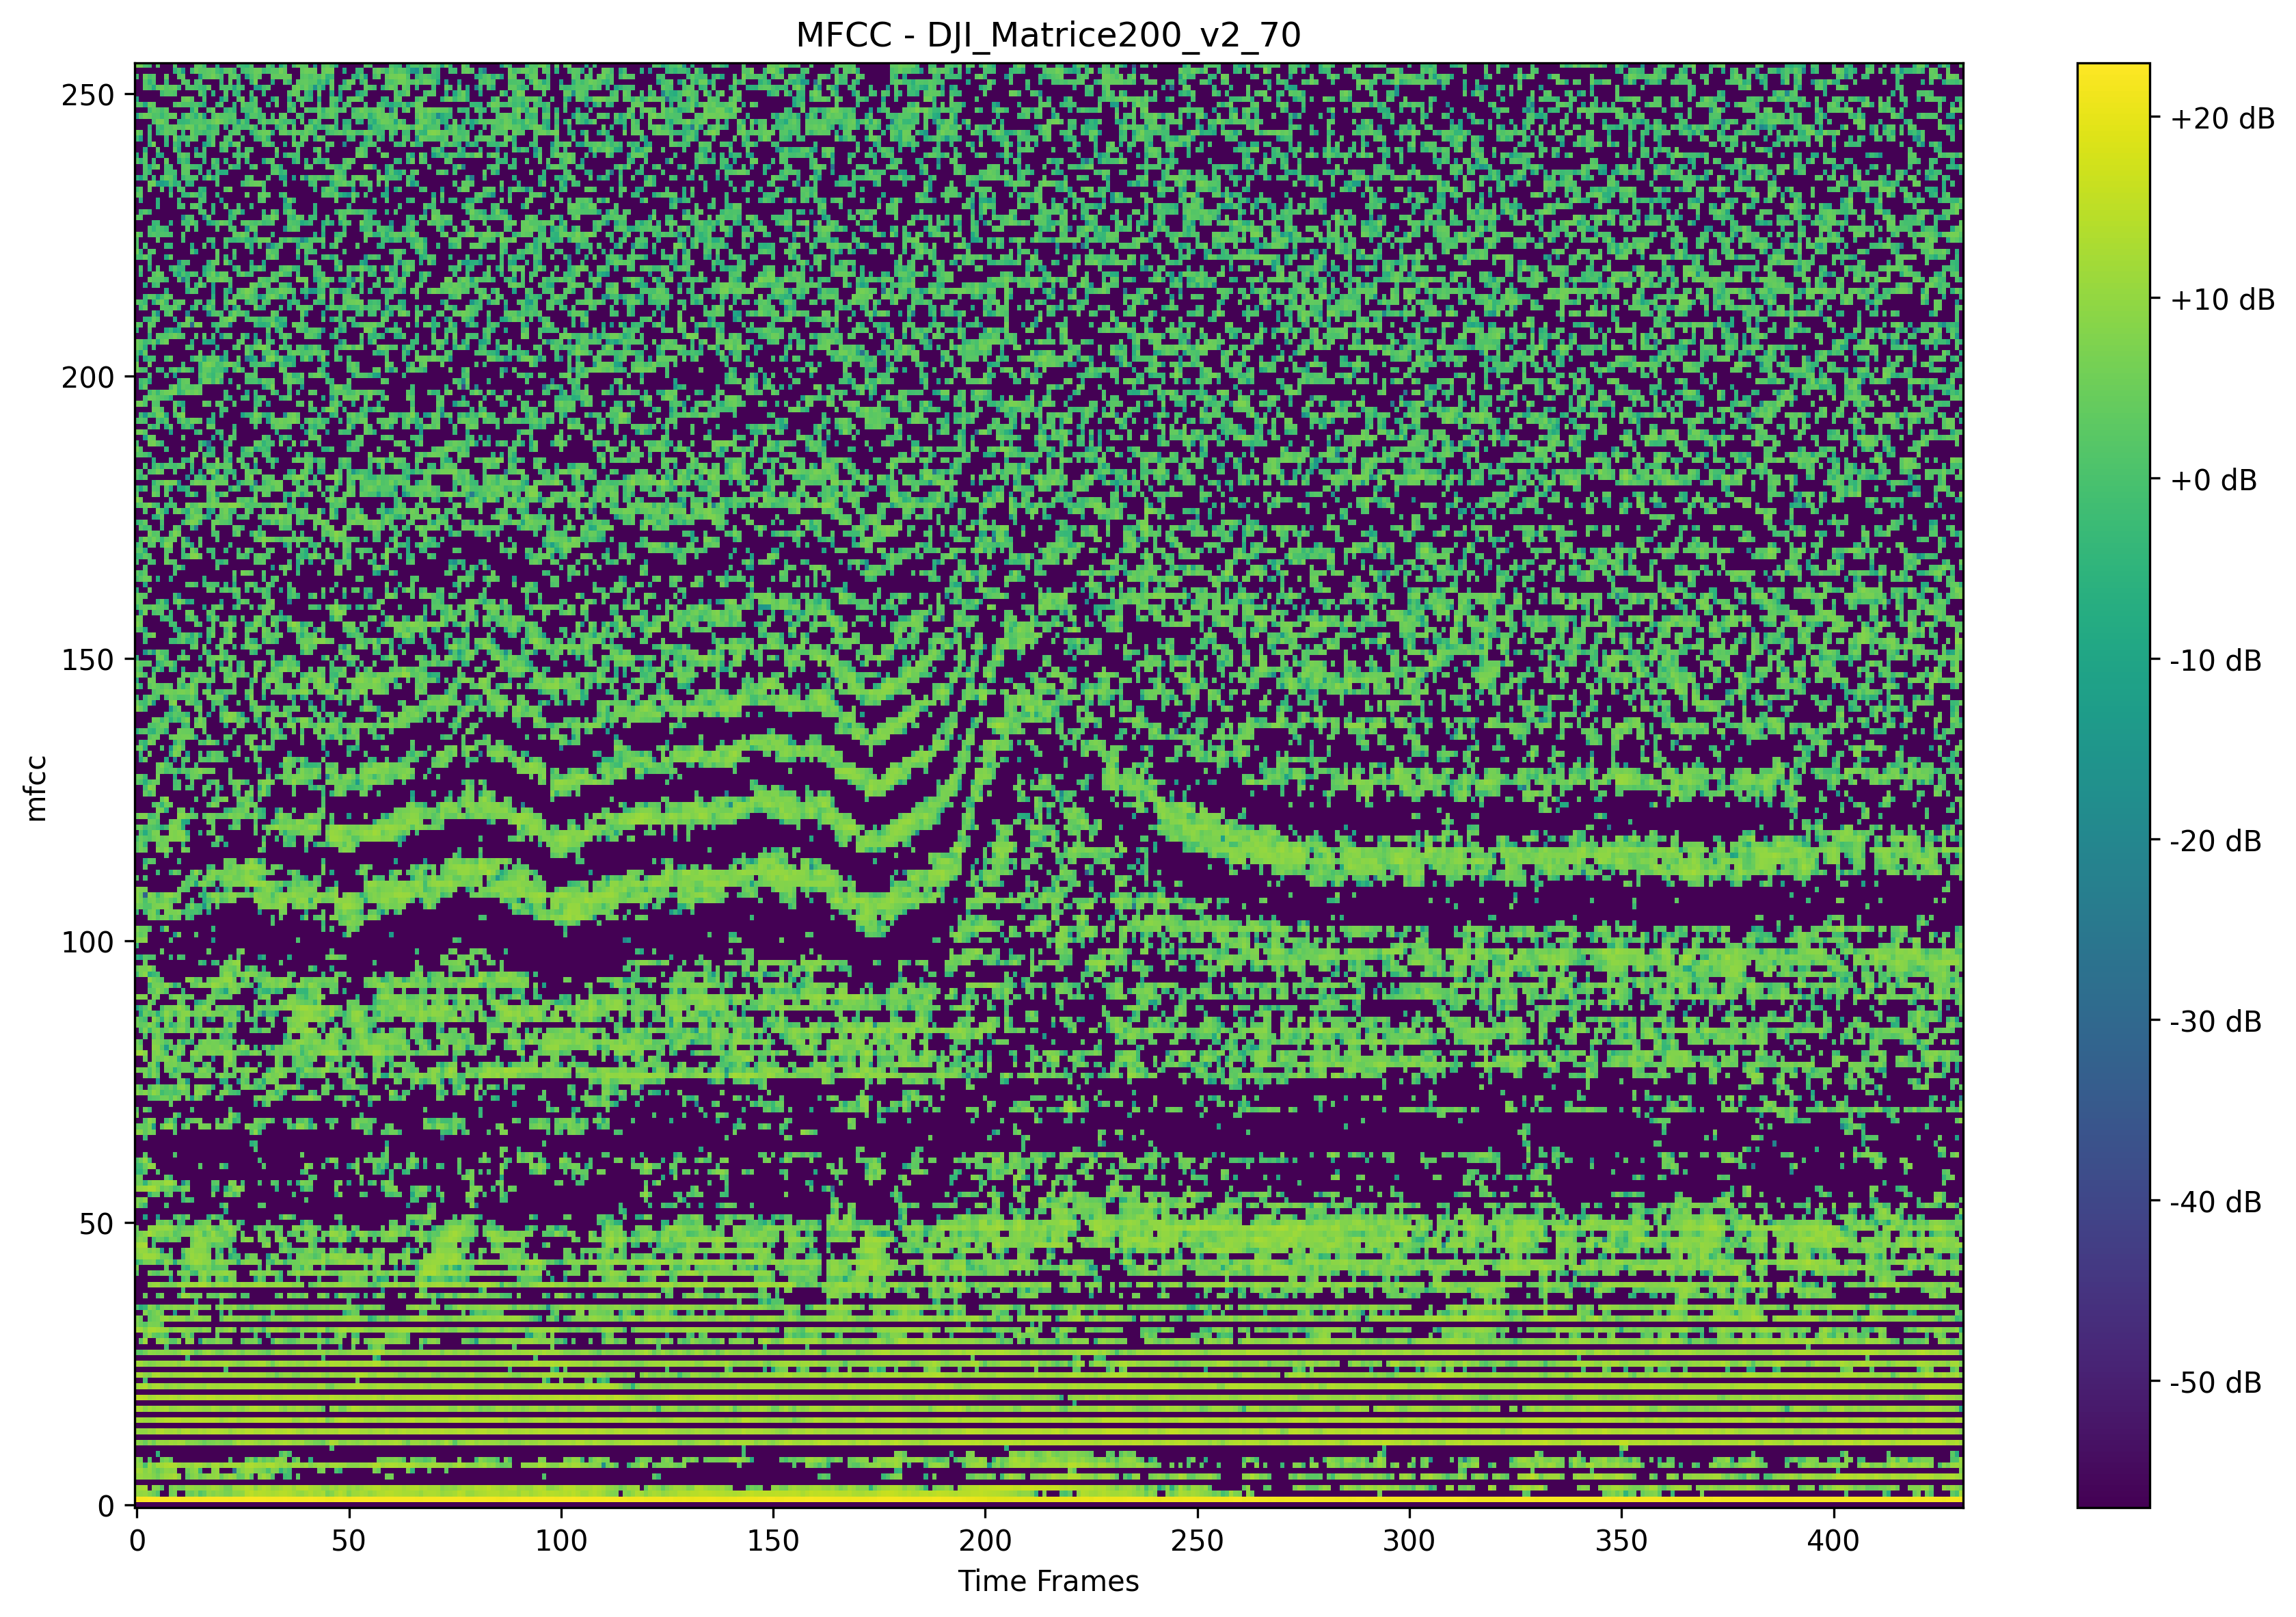 MFCC - DJI_Matrice200_v2_70
250
200
150
100
50
0
mfcc
0
50
100
150
200
250
300
350
400
Time Frames
+20 dB
+10 dB
+0 dB
-10 dB
-20 dB
-30 dB
-40 dB
-50 dB